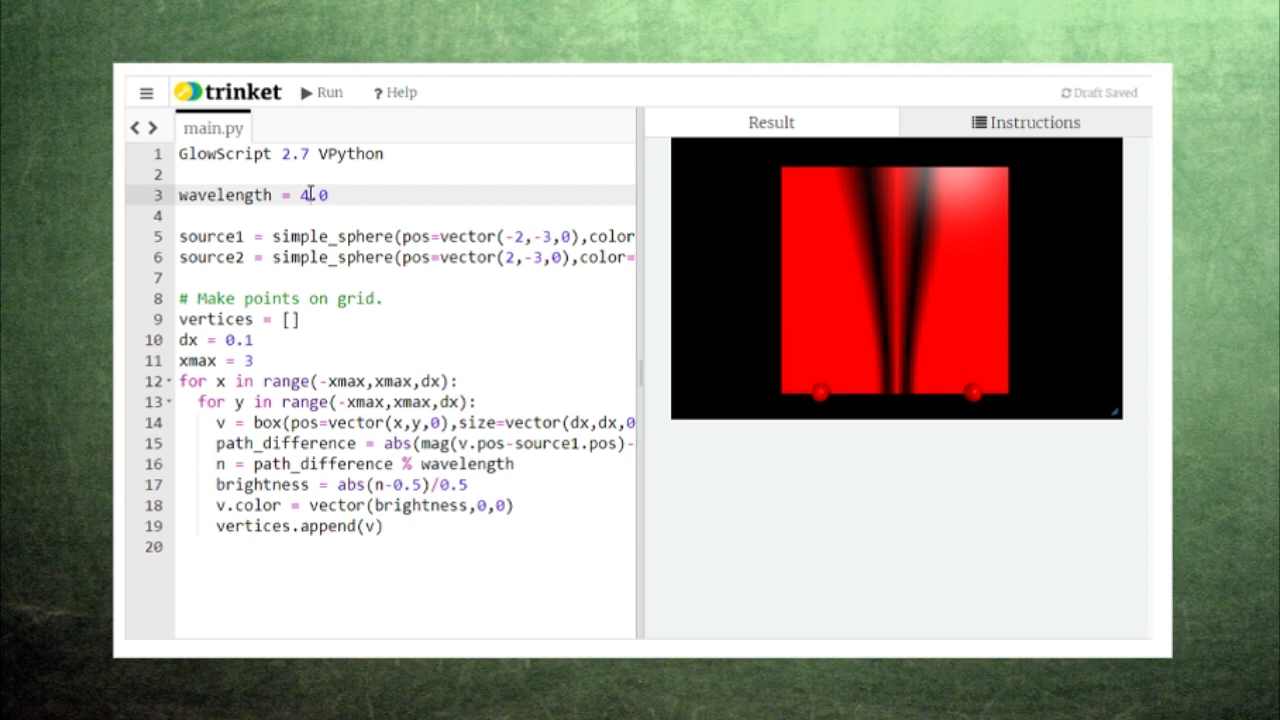 trinket Run ? Help Draft Saved
main.py Result Instructions
1 GlowScript 2.7 VPython
2
3 wavelength = 4.0
4
5 source1 = simple_sphere(pos=vector(-2,-3,0),color
6 source2 = simple_sphere(pos=vector(2,-3,0),color=
7
8 # Make points on grid.
9 vertices = []
10 dx = 0.1
11 xmax = 3
12 for x in range(-xmax,xmax,dx):
13 for y in range(-xmax,xmax,dx):
14 v = box(pos=vector(x,y,0),size=vector(dx,dx,0
15 path_difference = abs(mag(v.pos-source1.pos)-
16 n = path_difference % wavelength
17 brightness = abs(n-0.5)/0.5
18 v.color = vector(brightness,0,0)
19 vertices.append(v)
20